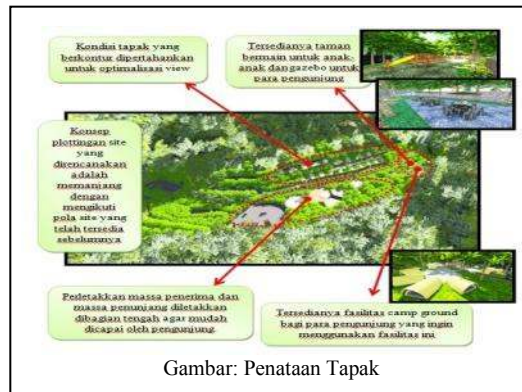 Kondisi tapak yang
berkontur dipertahankan
untuk optimalisasi view
Tersedianya taman
bermain untuk anak-
anak dan gazebo untuk
para pengunjung
Konsep
plottingan site
yang
direncanakan
adalah
memanjang
dengan
mengikuti
pola site yang
telah tersedia
sebelumnya
Perletakkan massa penerima dan
massa penunjang diletakkan
dibagian tengah agar mudah
dicapai oleh pengunjung.
Tersedianya fasilitas camp ground
bagi para pengunjung yang ingin
menggunakan fasilitas ini
Gambar: Penataan Tapak